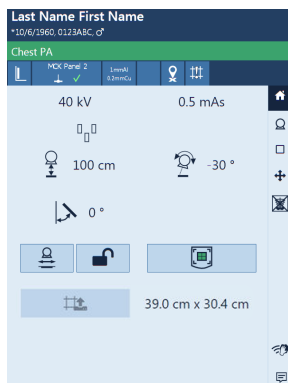 Last Name First Name
*10/6/1960, 0123ABC, ♂
Chest PA
MCK Panel 2
1mmAl
0.2mmCu
40 kV 0.5 mAs
100 cm -30 °
0 °
39.0 cm x 30.4 cm